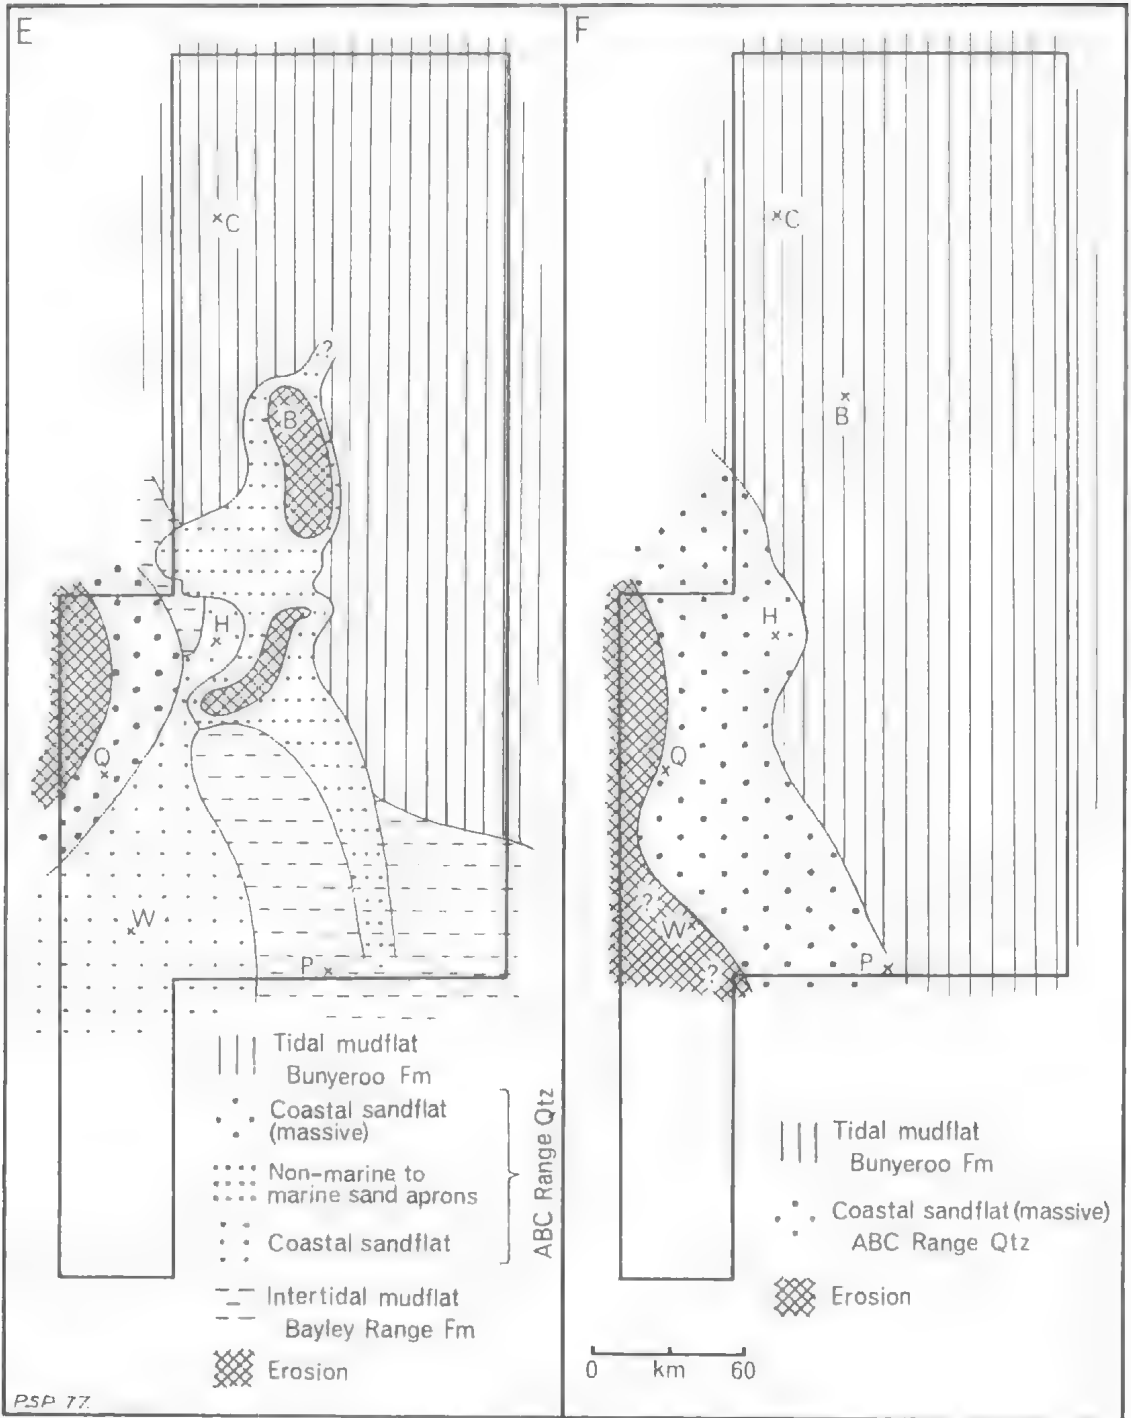 E
C
?
B
H
Q
W
P
Tidal mudflat
Bunyeroo Fm
Coastal sandflat
(massive)
Non-marine to
marine sand aprons
Coastal sandflat
ABC Range Qtz
Intertidal mudflat
Bayley Range Fm
Erosion
PSP 77.
F
C
B
H
Q
?
W
?
P
Tidal mudflat
Bunyeroo Fm
Coastal sandflat (massive)
ABC Range Qtz
Erosion
0 km 60